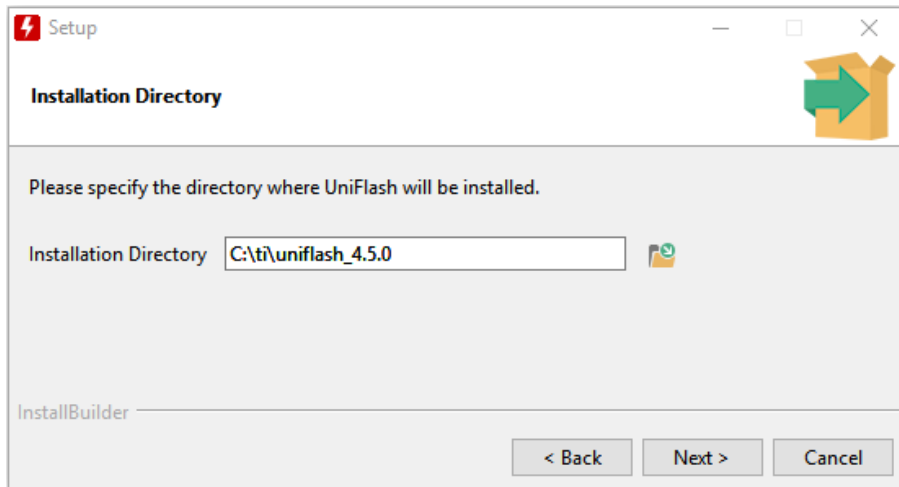 Setup
Installation Directory
Please specify the directory where UniFlash will be installed.
Installation Directory C:\ti\uniflash_4.5.0
InstallBuilder
< Back Next > Cancel